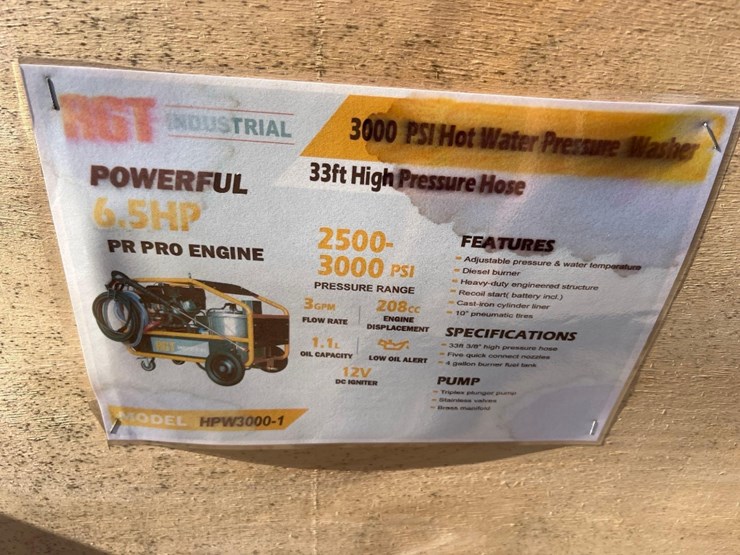 AGT INDUSTRIAL
3000 PSI Hot Water Pressure Washer
33ft High Pressure Hose
POWERFUL
6.5HP
PR PRO ENGINE
2500-
3000 PSI
PRESSURE RANGE
3GPM
FLOW RATE
208cc
ENGINE
DISPLACEMENT
1.1L
OIL CAPACITY
LOW OIL ALERT
12V
DC IGNITER
FEATURES
Adjustable pressure & water temperature
Diesel burner
Heavy-duty engineered structure
Recoil start( battery incl.)
Cast-iron cylinder liner
10" pneumatic tires
SPECIFICATIONS
33ft 3/8" high pressure hose
Five quick connect nozzles
4 gallon burner fuel tank
PUMP
Triplex plunger pump
Stainless valves
Brass manifold
AGT
MODEL HPW3000-1